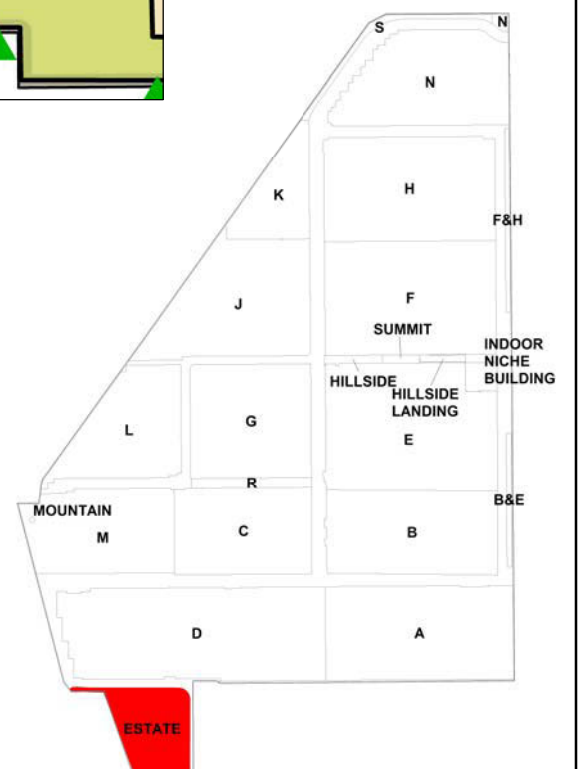 S
N
N
K
H
F&H
J
F
SUMMIT
INDOOR
NICHE
BUILDING
HILLSIDE
HILLSIDE
LANDING
L
G
E
R
MOUNTAIN
M
C
B
B&E
D
A
ESTATE